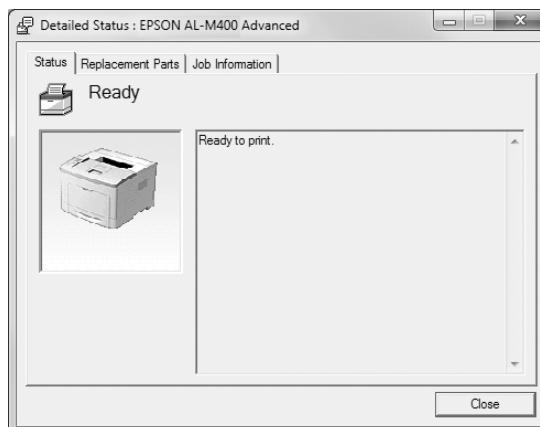 Detailed Status : EPSON AL-M400 Advanced
Status Replacement Parts Job Information
Ready
Ready to print.
Close